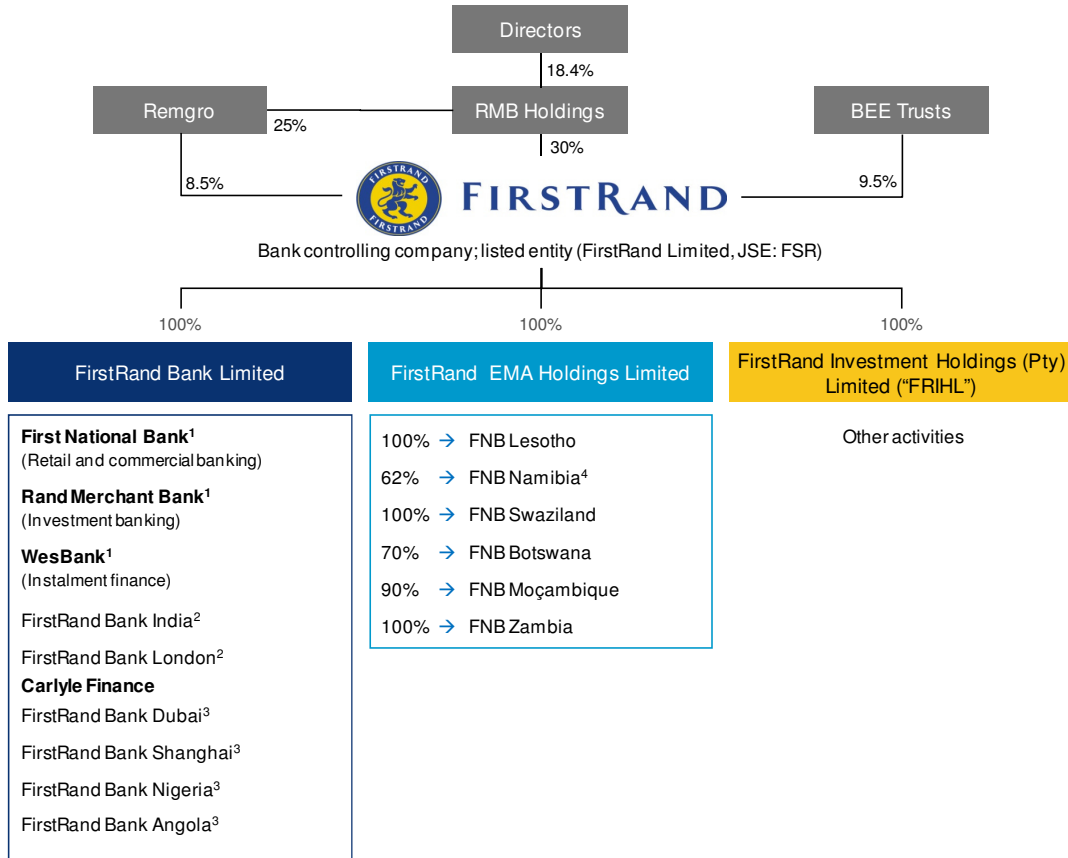 Directors
18.4%
Remgro
RMB Holdings
BEE Trusts
25%
30%
8.5%
9.5%
FIRSTRAND
FIRSTRAND
FIRSTRAND
Bank controlling company; listed entity (FirstRand Limited, JSE: FSR)
100%
100%
100%
FirstRand Bank Limited
First National Bank¹
(Retail and commercial banking)
Rand Merchant Bank¹
(Investment banking)
WesBank¹
(Instalment finance)
FirstRand Bank India²
FirstRand Bank London²
Carlyle Finance
FirstRand Bank Dubai³
FirstRand Bank Shanghai³
FirstRand Bank Nigeria³
FirstRand Bank Angola³
FirstRand EMA Holdings Limited
100% → FNB Lesotho
62% → FNB Namibia⁴
100% → FNB Swaziland
70% → FNB Botswana
90% → FNB Moçambique
100% → FNB Zambia
FirstRand Investment Holdings (Pty)
Limited (“FRIHL”)
Other activities